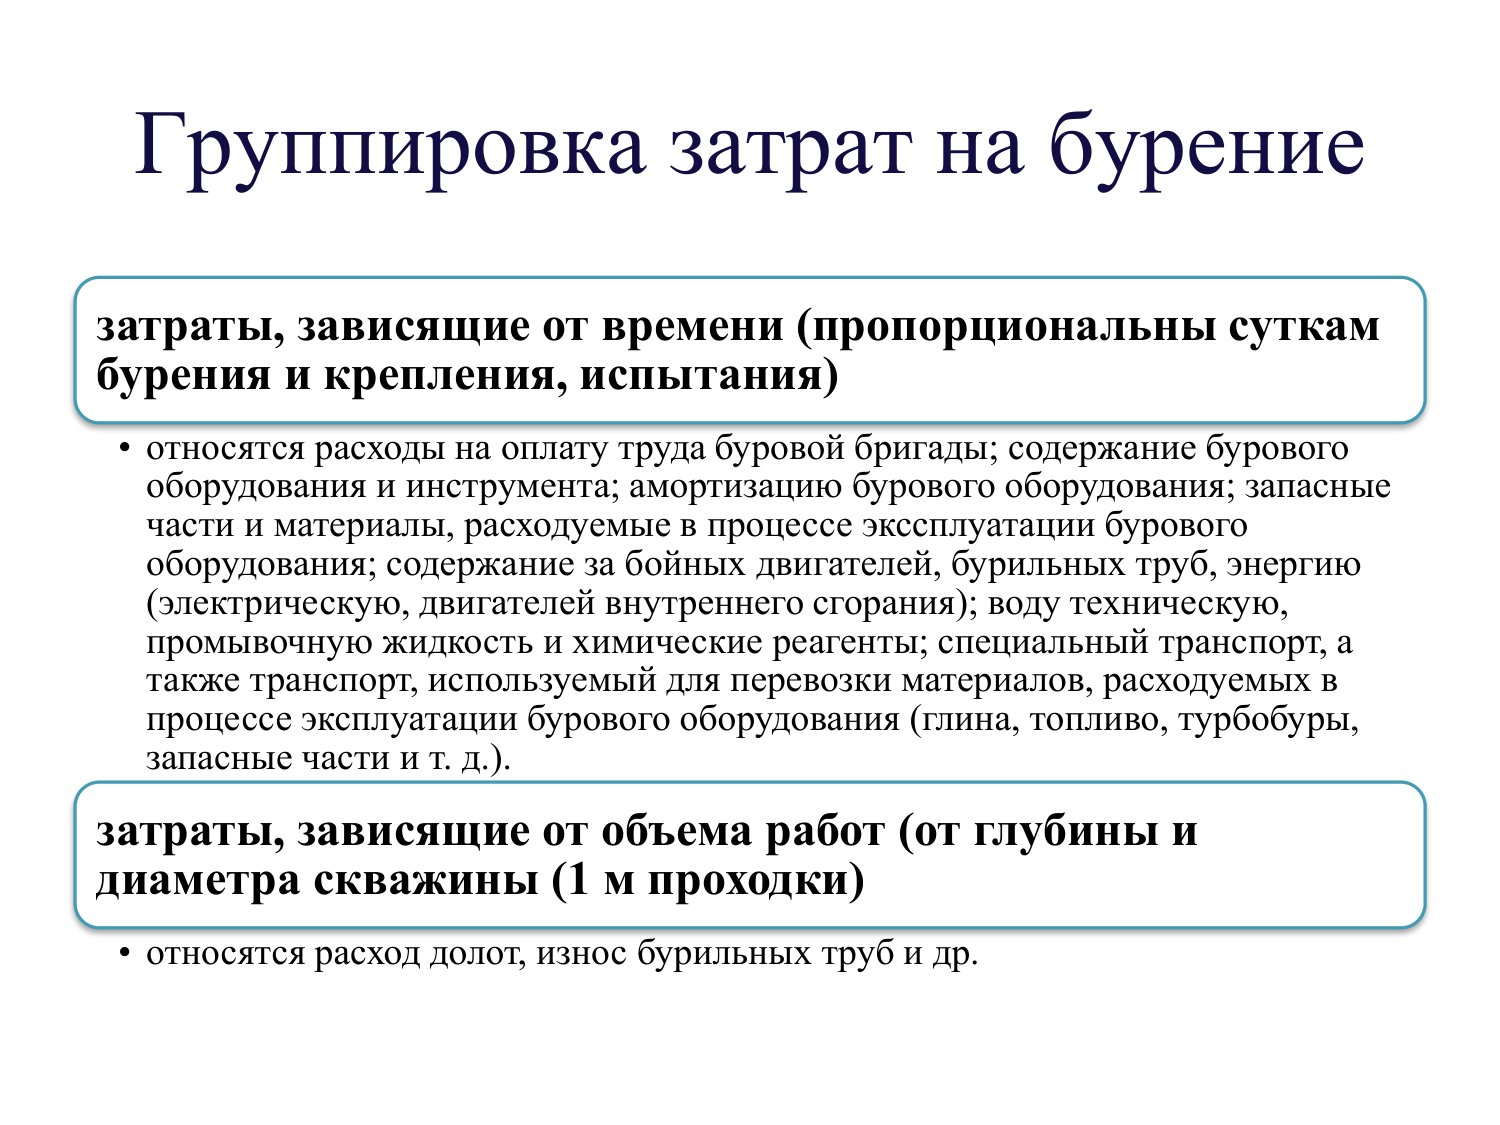 Группировка затрат на бурение
затраты, зависящие от времени (пропорциональны суткам
бурения и крепления, испытания)
• относятся расходы на оплату труда буровой бригады; содержание бурового
оборудования и инструмента; амортизацию бурового оборудования; запасные
части и материалы, расходуемые в процессе экссплуатации бурового
оборудования; содержание за бойных двигателей, бурильных труб, энергию
(электрическую, двигателей внутреннего сгорания); воду техническую,
промывочную жидкость и химические реагенты; специальный транспорт, а
также транспорт, используемый для перевозки материалов, расходуемых в
процессе эксплуатации бурового оборудования (глина, топливо, турбобуры,
запасные части и т. д.).
затраты, зависящие от объема работ (от глубины и
диаметра скважины (1 м проходки)
• относятся расход долот, износ бурильных труб и др.